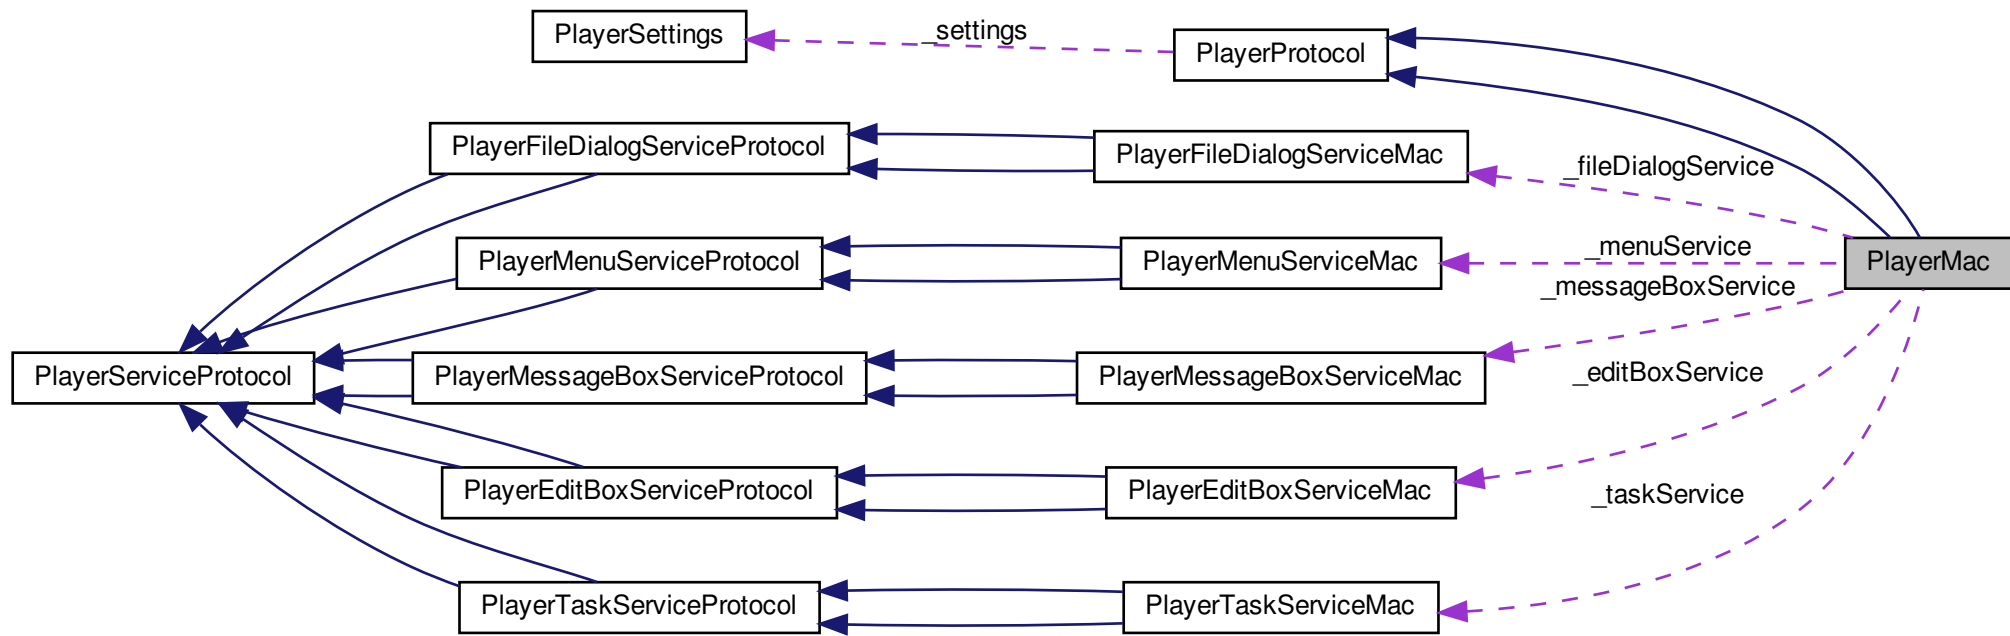 PlayerSettings
_settings
PlayerProtocol
PlayerFileDialogServiceProtocol
PlayerFileDialogServiceMac
_fileDialogService
PlayerMenuServiceProtocol
PlayerMenuServiceMac
_menuService
PlayerMac
_messageBoxService
PlayerServiceProtocol
PlayerMessageBoxServiceProtocol
PlayerMessageBoxServiceMac
_editBoxService
PlayerEditBoxServiceProtocol
PlayerEditBoxServiceMac
_taskService
PlayerTaskServiceProtocol
PlayerTaskServiceMac